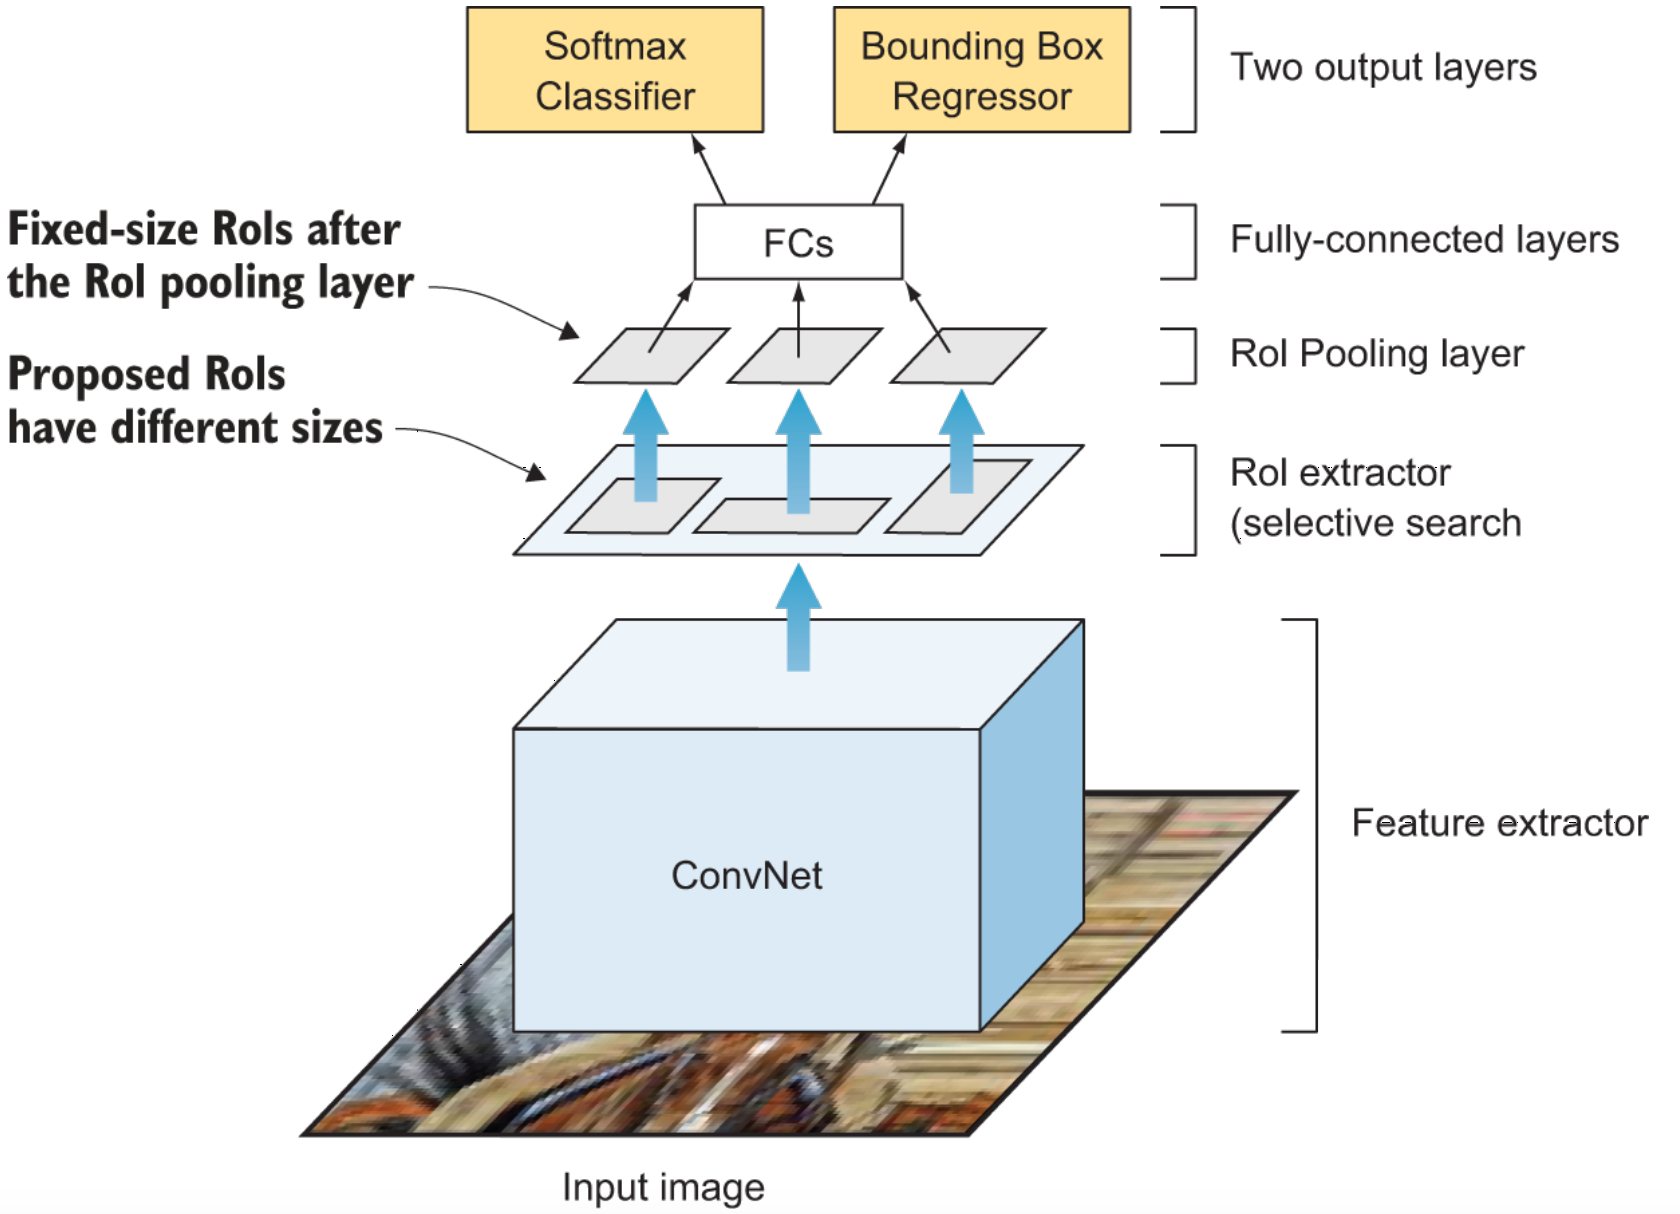 Softmax
Classifier
Bounding Box
Regressor
Two output layers
Fixed-size RoIs after
the RoI pooling layer
FCs
Fully-connected layers
Proposed RoIs
have different sizes
RoI Pooling layer
RoI extractor
(selective search
ConvNet
Feature extractor
Input image